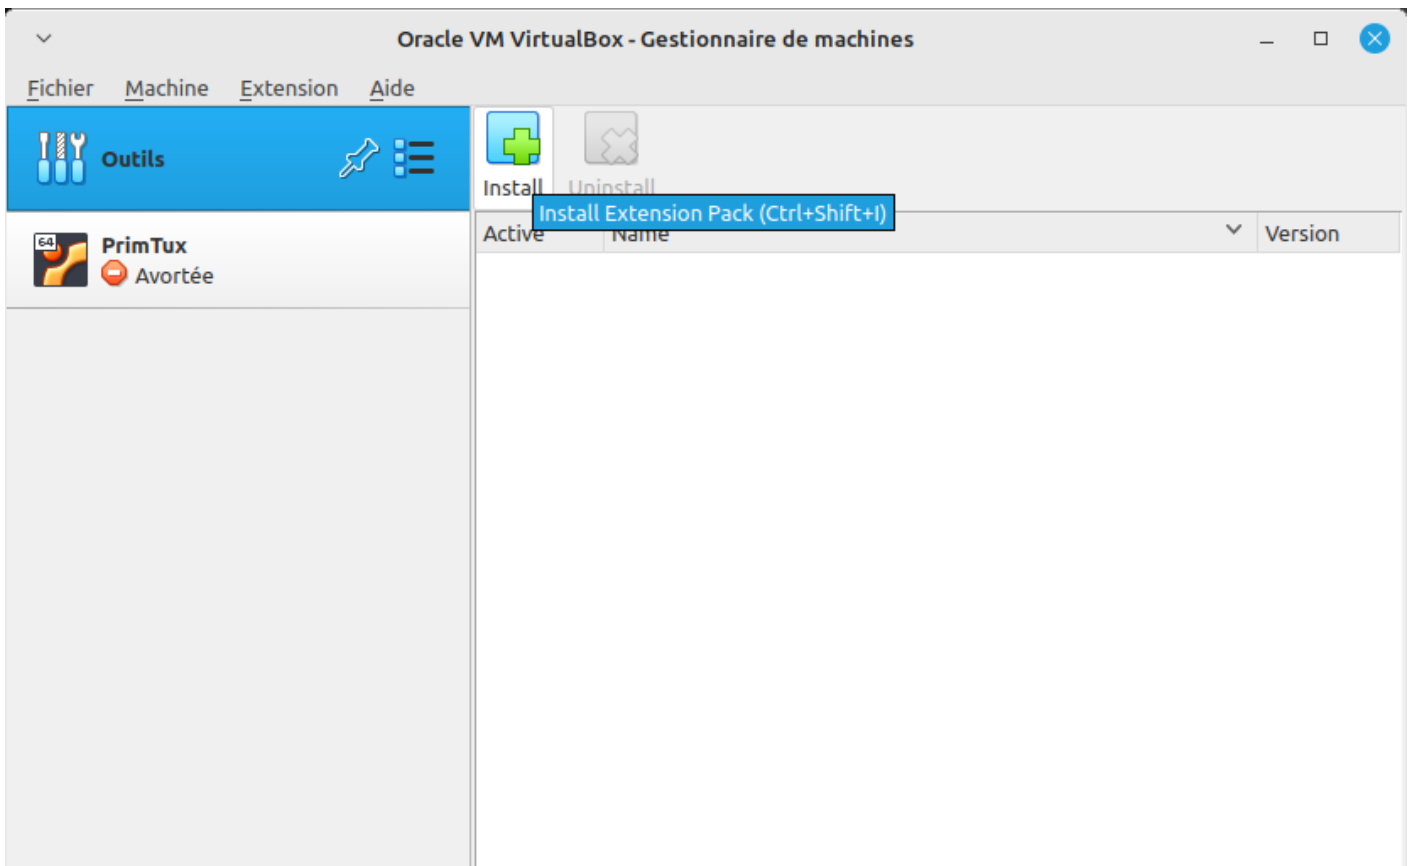 Oracle VM VirtualBox - Gestionnaire de machines
Fichier Machine Extension Aide
Outils
Install Uninstall
Install Extension Pack (Ctrl+Shift+I)
Active Name Version
64
PrimTux
Avortée